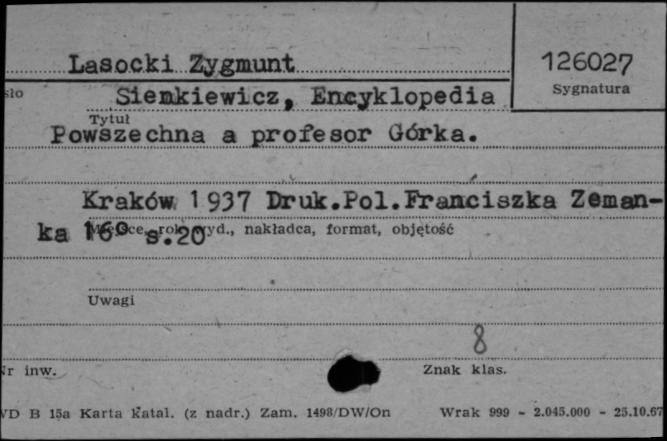 Lasocki Zygmunt
126027
Sygnatura
sło
Sienkiewicz, Encyklopedia
Tytuł
Powszechna a profesor Górka.
Kraków 1937 Druk.Pol.Franciszka Zeman-
ka 16° s.20
Miejsce, rok wyd., nakładca, format, objętość
Uwagi
8
Nr inw.
Znak klas.
WD B 15a Karta katal. (z nadr.) Zam. 1498/DW/On Wrak 999 - 2.045.000 - 25.10.67